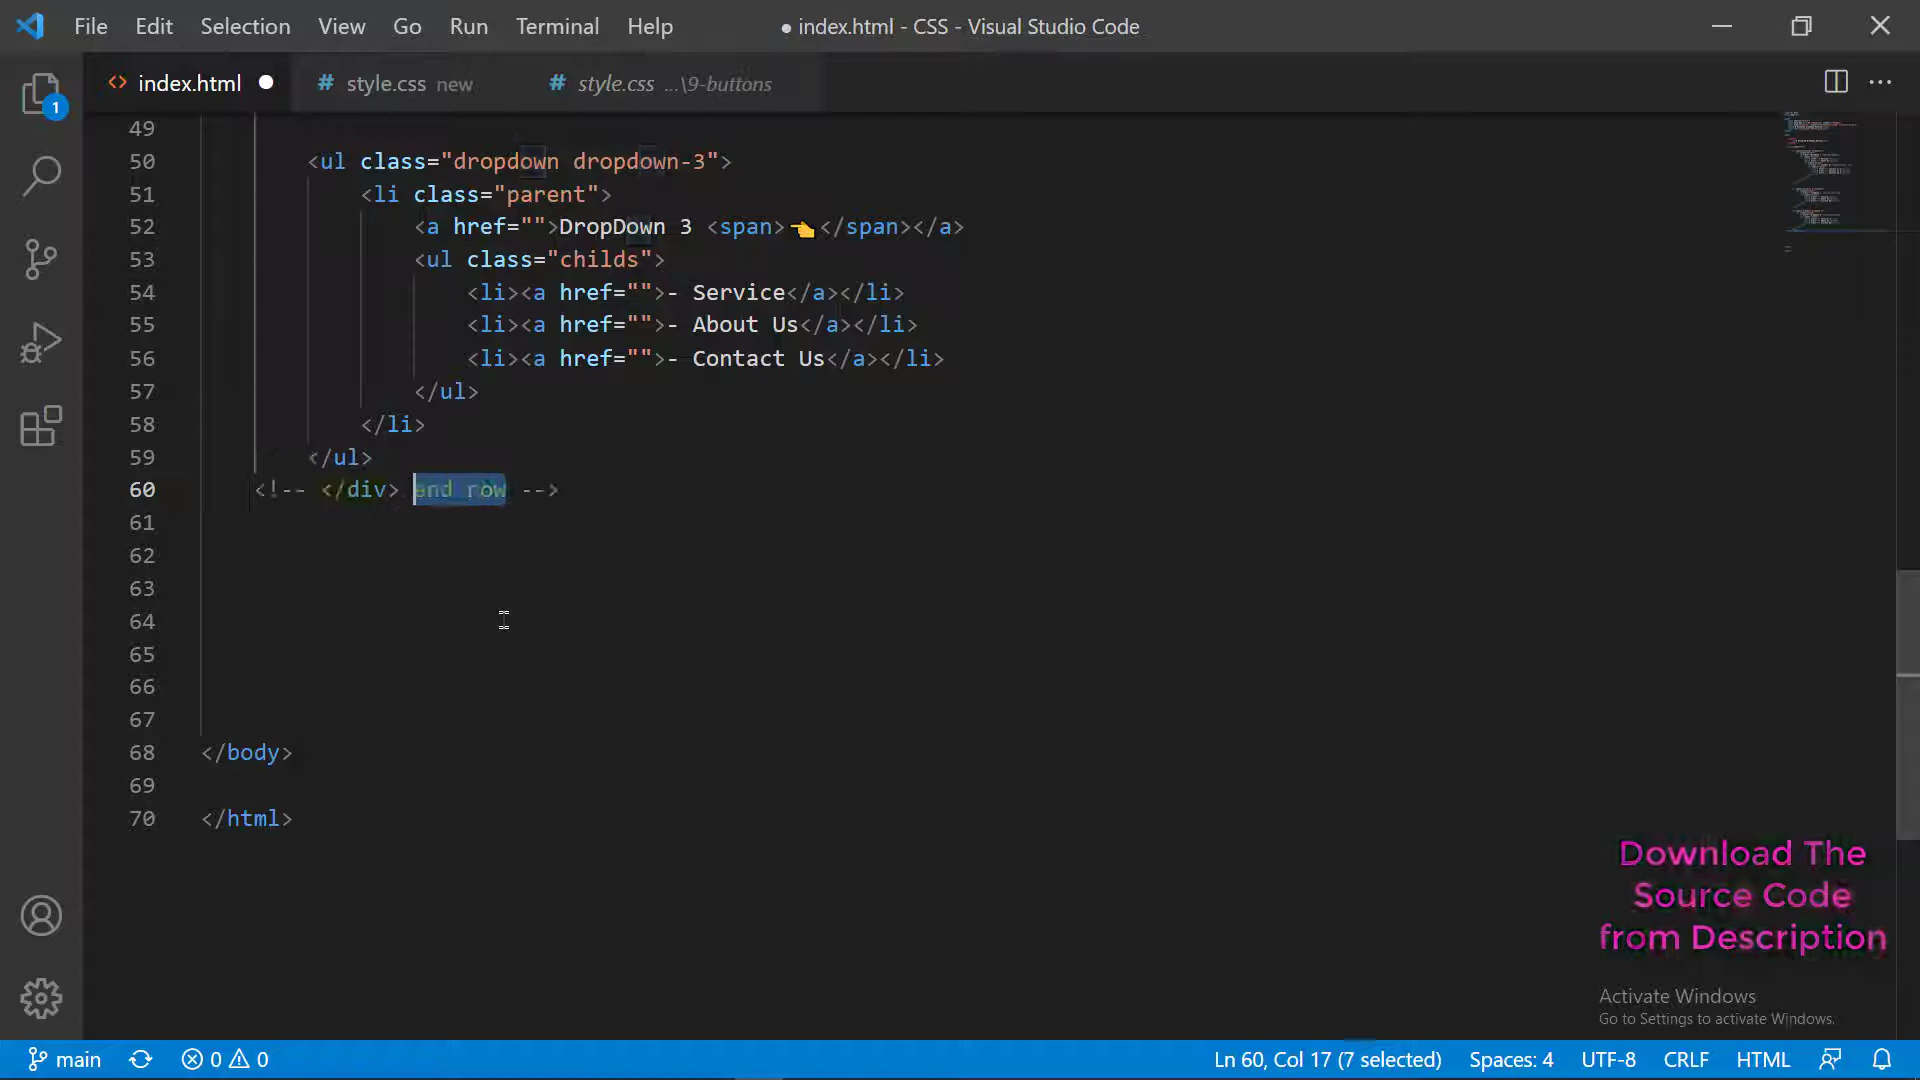 File Edit Selection View Go Run Terminal Help ● index.html - CSS - Visual Studio Code
<> index.html ● # style.css new # style.css ...\9-buttons
1
49
50 <ul class="dropdown dropdown-3">
51 <li class="parent">
52 <a href="">DropDown 3 <span>👈</span></a>
53 <ul class="childs">
54 <li><a href="">- Service</a></li>
55 <li><a href="">- About Us</a></li>
56 <li><a href="">- Contact Us</a></li>
57 </ul>
58 </li>
59 </ul>
60 <!-- </div> end row -->
61
62
63
64
65
66
67
68 </body>
69
70 </html>
Download The
Source Code
from Description
Activate Windows
Go to Settings to activate Windows.
main 0 0 Ln 60, Col 17 (7 selected) Spaces: 4 UTF-8 CRLF HTML